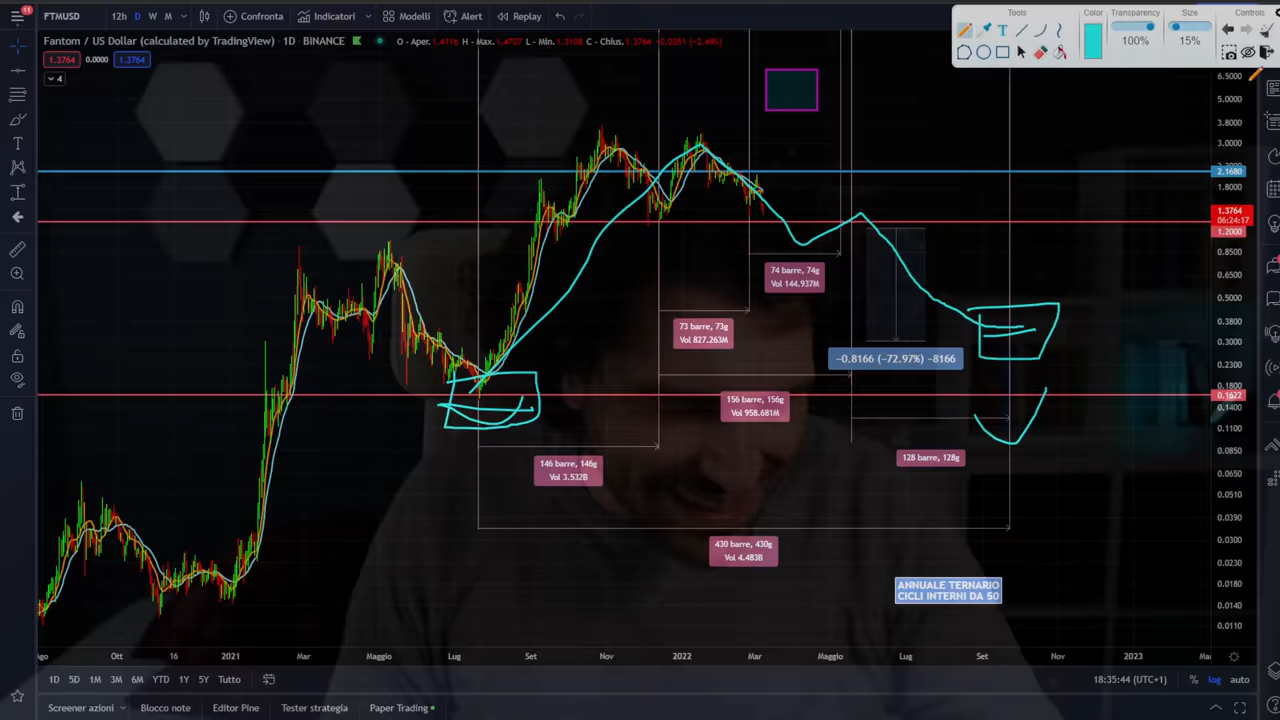 11
FTMUSD
12h D W M
Confronta
Indicatori
Modelli
Alert
Replay
Tools
Color
Transparency
Size
Controls
100%
15%
Fantom / US Dollar (calculated by TradingView) · 1D · BINANCE
O - Aper. 1.4116 H - Max. 1.4707 L - Min. 1.3108 C - Chius. 1.3764 -0.0351 (-2.49%)
1.3764 0.0000 1.3764
4
6.5000
5.0000
3.8000
3.0000
2.1680
1.8000
1.3764
06:24:17
1.2000
0.8500
0.6500
0.5000
0.3800
0.3000
0.2300
0.1800
0.1622
0.1400
0.1100
0.0850
0.0650
0.0510
0.0390
0.0300
0.0230
0.0180
0.0140
0.0110
74 barre, 74g
Vol 144.937M
73 barre, 73g
Vol 827.263M
−0.8166 (−72.97%) −8166
156 barre, 156g
Vol 958.681M
146 barre, 146g
Vol 3.532B
128 barre, 128g
430 barre, 430g
Vol 4.483B
ANNUALE TERNARIO
CICLI INTERNI DA 50
Ago Ott 16 2021 Mar Maggio Lug Set Nov 2022 Mar Maggio Lug Set Nov 2023 Mar
1D 5D 1M 3M 6M YTD 1Y 5Y Tutto
18:35:44 (UTC+1) % log auto
Screener azioni Blocco note Editor Pine Tester strategia Paper Trading